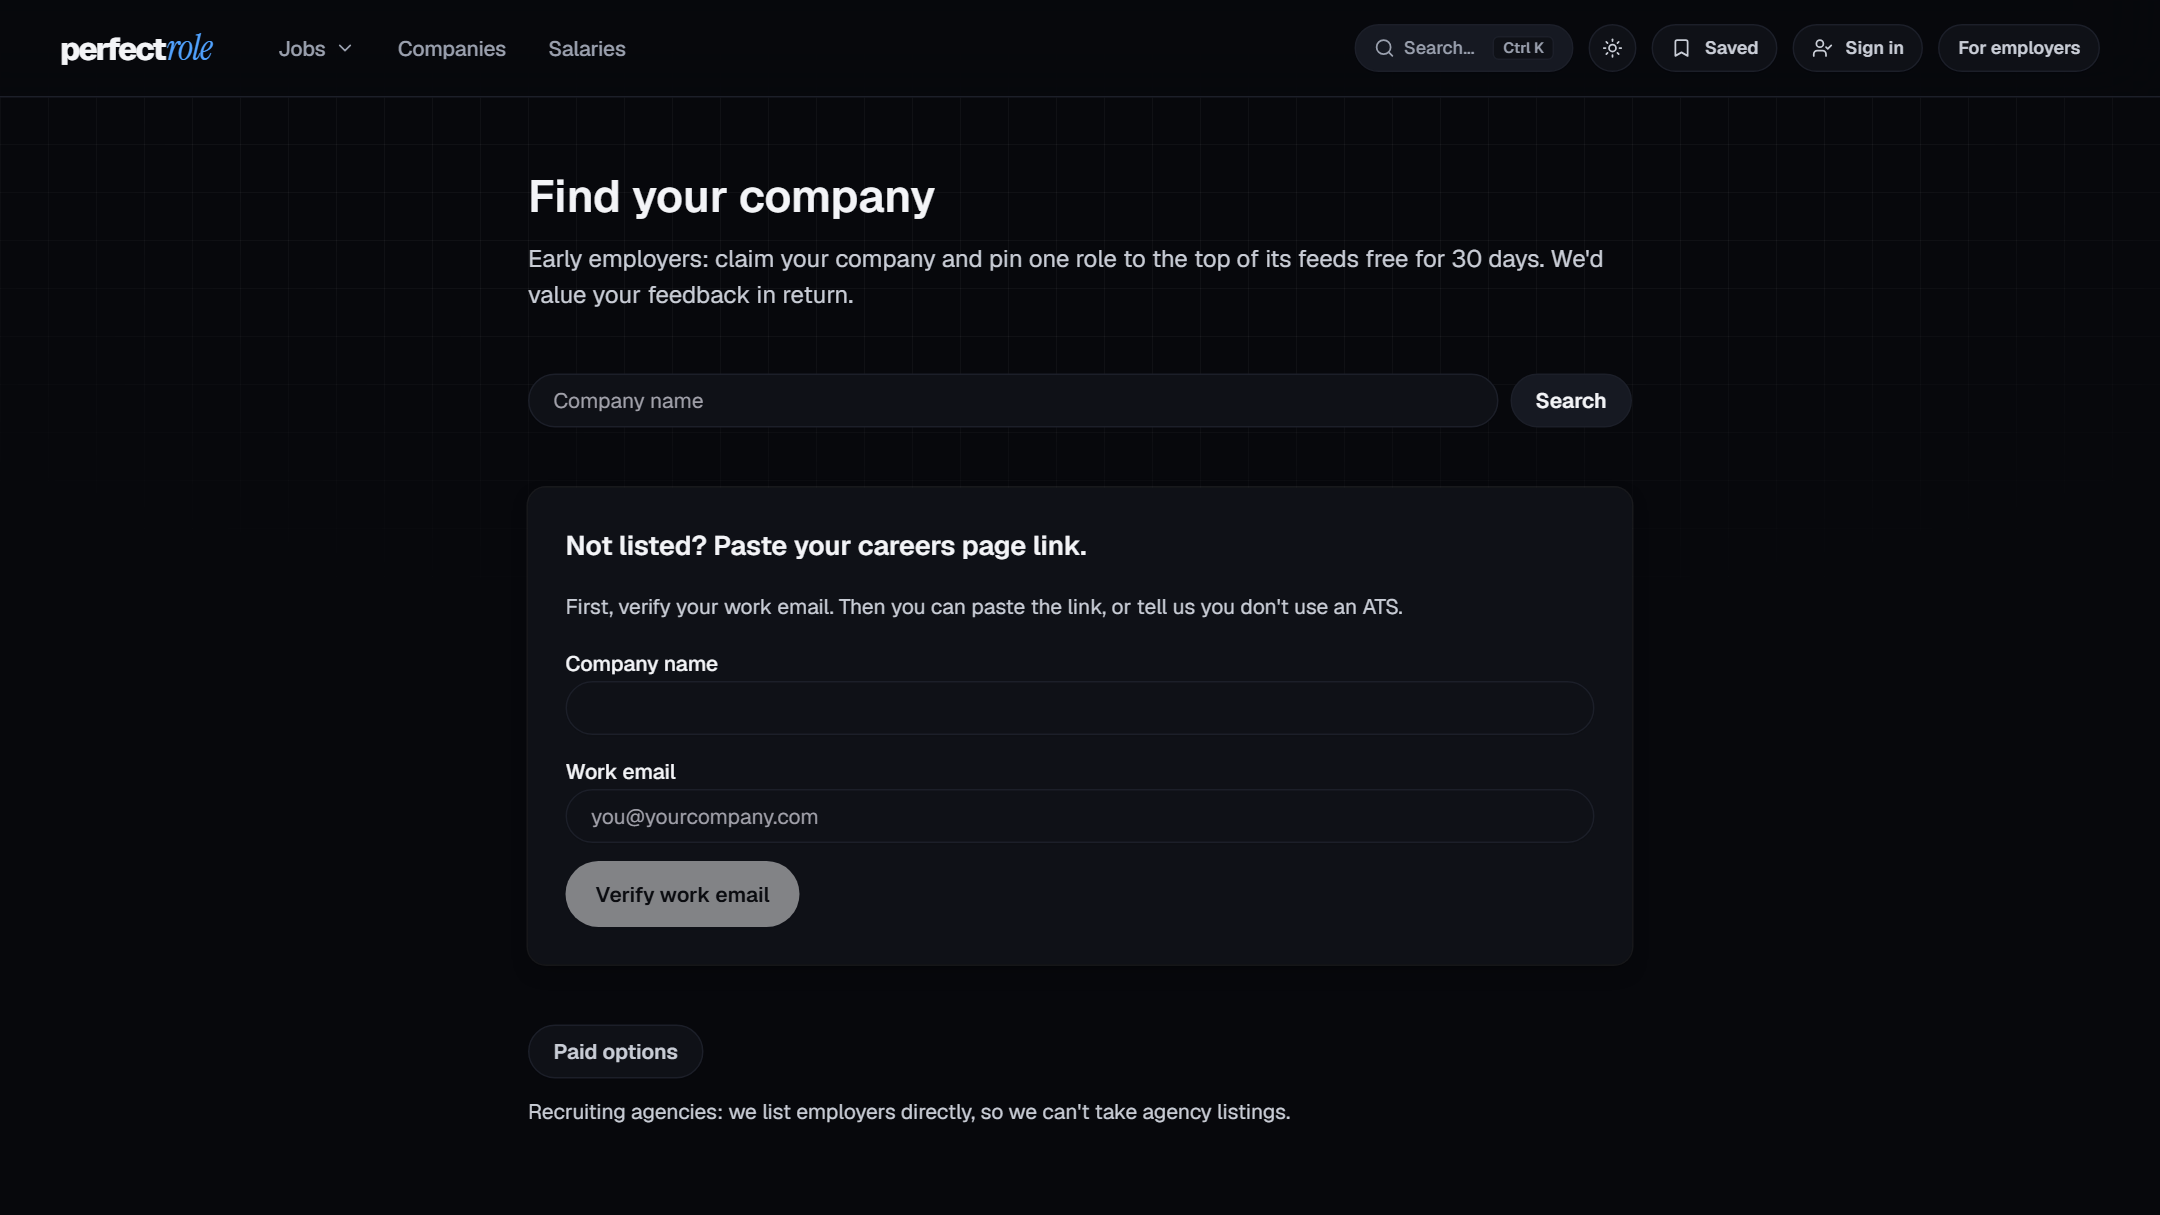 perfectrole
Jobs
Companies
Salaries
Search...
Ctrl K
Saved
Sign in
For employers
Find your company
Early employers: claim your company and pin one role to the top of its feeds free for 30 days. We'd
value your feedback in return.
Company name
Search
Not listed? Paste your careers page link.
First, verify your work email. Then you can paste the link, or tell us you don't use an ATS.
Company name
Work email
you@yourcompany.com
Verify work email
Paid options
Recruiting agencies: we list employers directly, so we can't take agency listings.